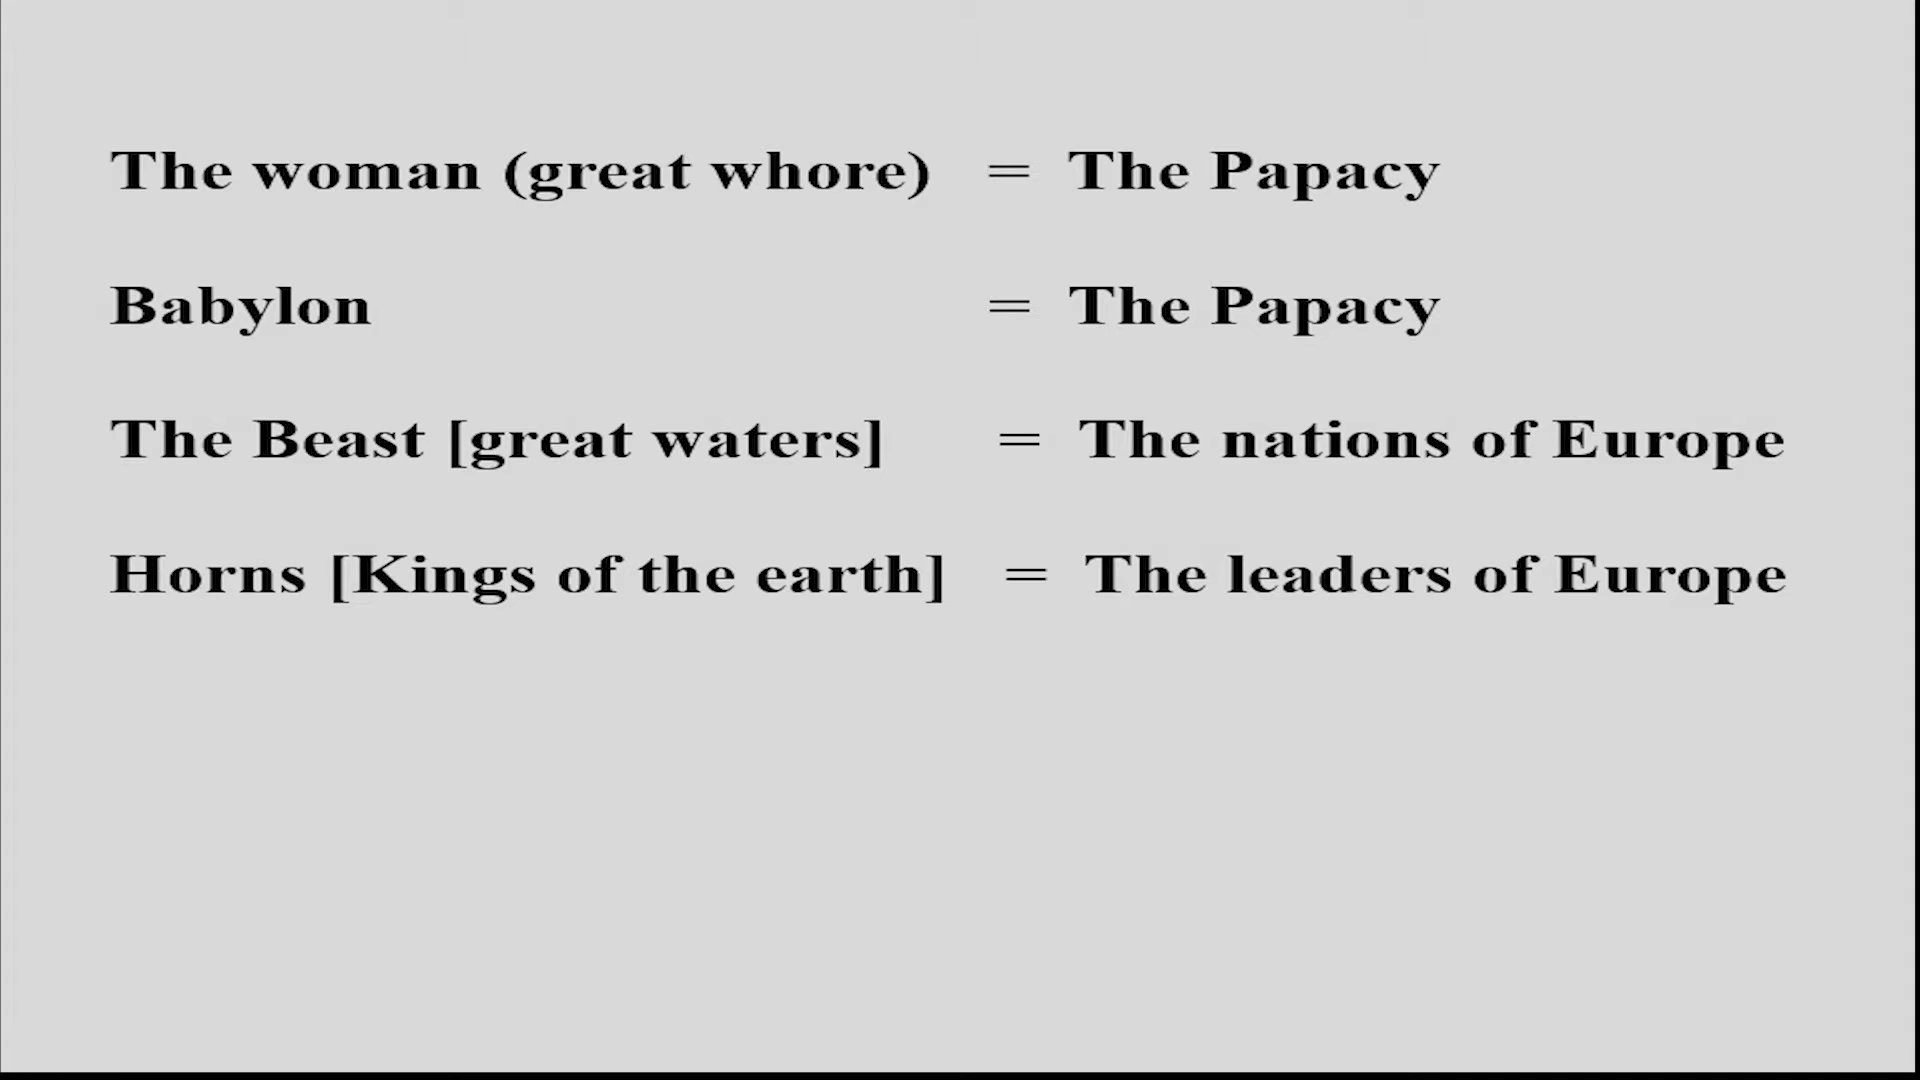 The woman (great whore) = The Papacy
Babylon = The Papacy
The Beast [great waters] = The nations of Europe
Horns [Kings of the earth] = The leaders of Europe